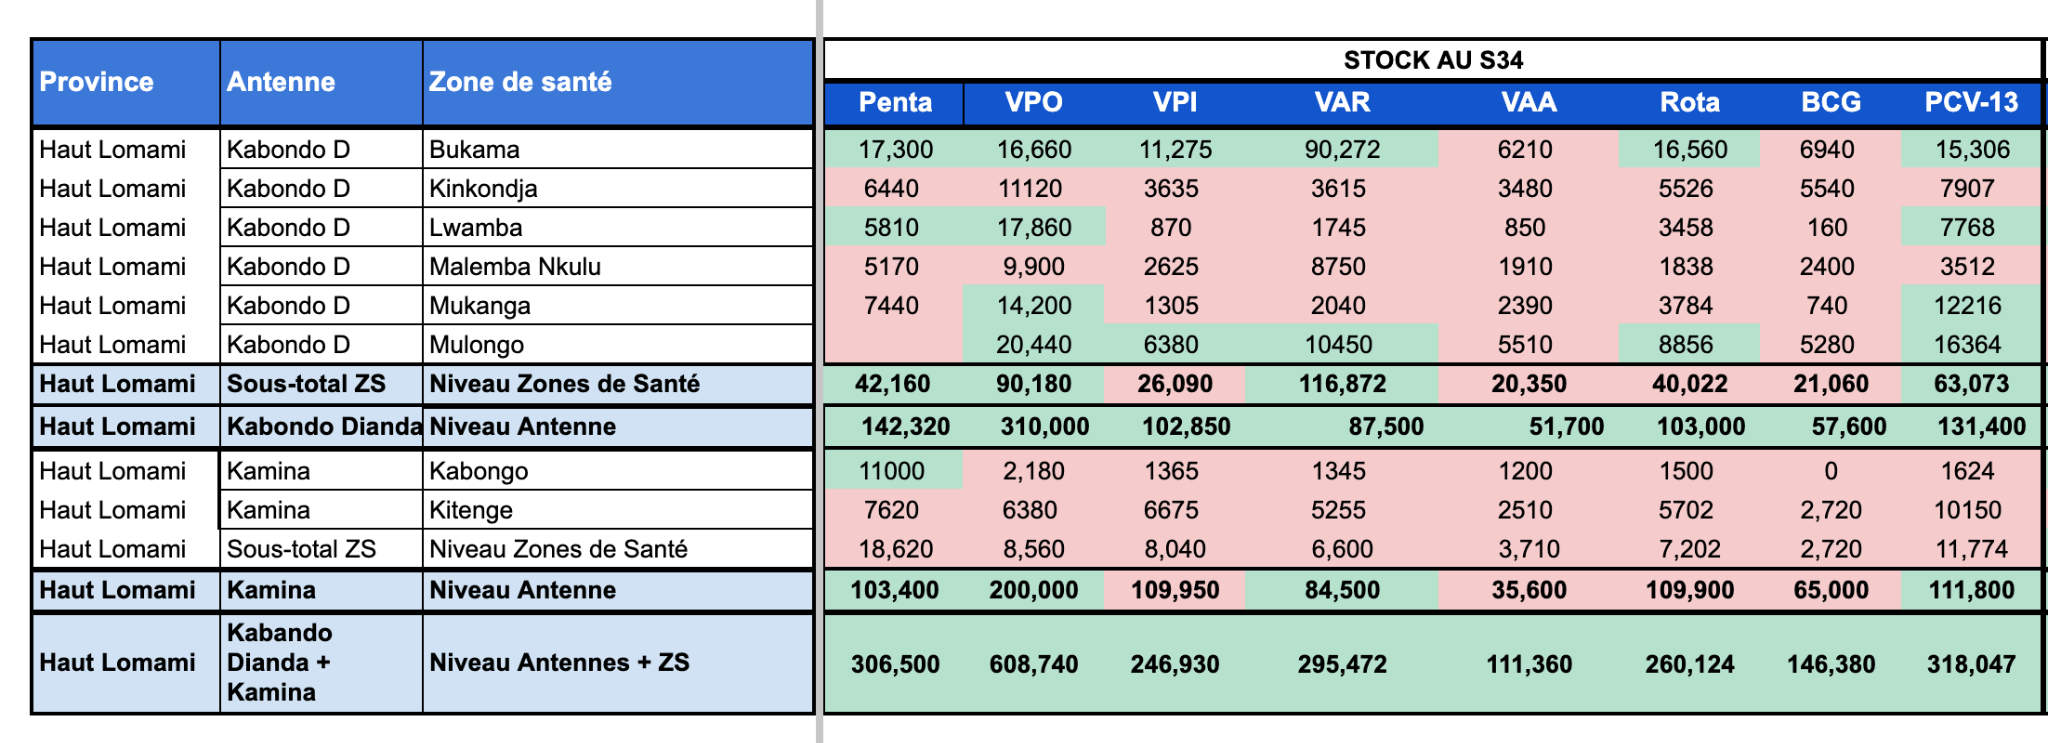 STOCK AU S34
Province Antenne Zone de santé Penta VPO VPI VAR VAA Rota BCG PCV-13
Haut Lomami Kabondo D Bukama 17,300 16,660 11,275 90,272 6210 16,560 6940 15,306
Haut Lomami Kabondo D Kinkondja 6440 11120 3635 3615 3480 5526 5540 7907
Haut Lomami Kabondo D Lwamba 5810 17,860 870 1745 850 3458 160 7768
Haut Lomami Kabondo D Malemba Nkulu 5170 9,900 2625 8750 1910 1838 2400 3512
Haut Lomami Kabondo D Mukanga 7440 14,200 1305 2040 2390 3784 740 12216
Haut Lomami Kabondo D Mulongo 20,440 6380 10450 5510 8856 5280 16364
Haut Lomami Sous-total ZS Niveau Zones de Santé 42,160 90,180 26,090 116,872 20,350 40,022 21,060 63,073
Haut Lomami Kabondo Dianda Niveau Antenne 142,320 310,000 102,850 87,500 51,700 103,000 57,600 131,400
Haut Lomami Kamina Kabongo 11000 2,180 1365 1345 1200 1500 0 1624
Haut Lomami Kamina Kitenge 7620 6380 6675 5255 2510 5702 2,720 10150
Haut Lomami Sous-total ZS Niveau Zones de Santé 18,620 8,560 8,040 6,600 3,710 7,202 2,720 11,774
Haut Lomami Kamina Niveau Antenne 103,400 200,000 109,950 84,500 35,600 109,900 65,000 111,800
Kabando
Haut Lomami Dianda + Niveau Antennes + ZS 306,500 608,740 246,930 295,472 111,360 260,124 146,380 318,047
Kamina